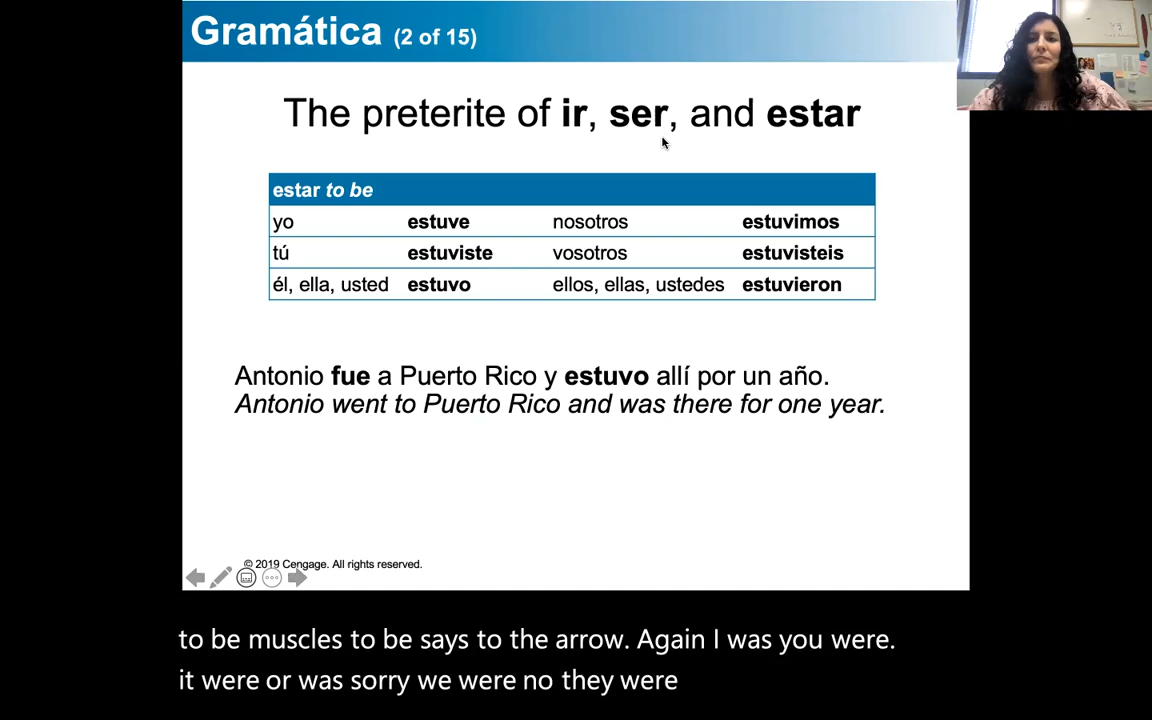 Gramática (2 of 15)
The preterite of ir, ser, and estar
estar to be
yo estuve nosotros estuvimos
tú estuviste vosotros estuvisteis
él, ella, usted estuvo ellos, ellas, ustedes estuvieron
Antonio fue a Puerto Rico y estuvo allí por un año.
Antonio went to Puerto Rico and was there for one year.
© 2019 Cengage. All rights reserved.
to be muscles to be says to the arrow. Again I was you were.
it were or was sorry we were no they were